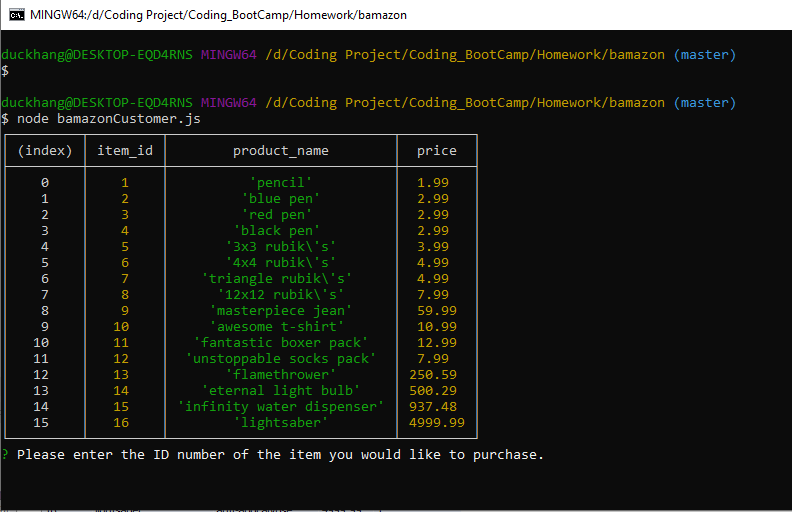 MINGW64:/d/Coding Project/Coding_BootCamp/Homework/bamazon
duckhang@DESKTOP-EQD4RNS MINGW64 /d/Coding Project/Coding_BootCamp/Homework/bamazon (master)
$
duckhang@DESKTOP-EQD4RNS MINGW64 /d/Coding Project/Coding_BootCamp/Homework/bamazon (master)
$ node bamazonCustomer.js
(index) item_id product_name price
0 1 'pencil' 1.99
1 2 'blue pen' 2.99
2 3 'red pen' 2.99
3 4 'black pen' 2.99
4 5 '3x3 rubik\'s' 3.99
5 6 '4x4 rubik\'s' 4.99
6 7 'triangle rubik\'s' 4.99
7 8 '12x12 rubik\'s' 7.99
8 9 'masterpiece jean' 59.99
9 10 'awesome t-shirt' 10.99
10 11 'fantastic boxer pack' 12.99
11 12 'unstoppable socks pack' 7.99
12 13 'flamethrower' 250.59
13 14 'eternal light bulb' 500.29
14 15 'infinity water dispenser' 937.48
15 16 'lightsaber' 4999.99
? Please enter the ID number of the item you would like to purchase.